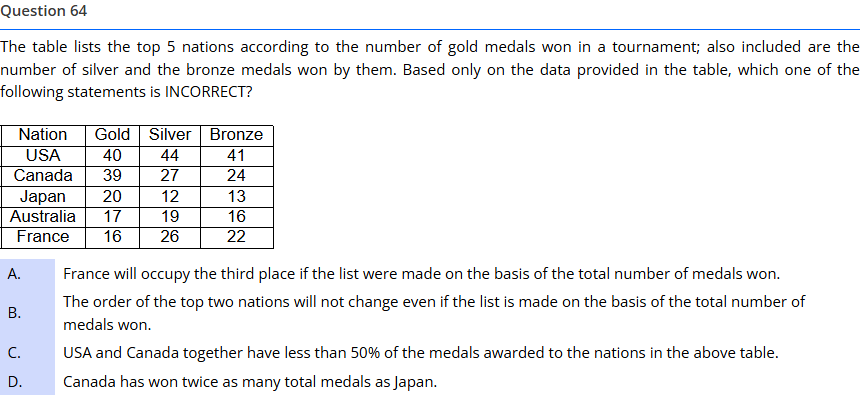 Question 64
The table lists the top 5 nations according to the number of gold medals won in a tournament; also included are the
number of silver and the bronze medals won by them. Based only on the data provided in the table, which one of the
following statements is INCORRECT?
Nation Gold Silver Bronze
USA 40 44 41
Canada 39 27 24
Japan 20 12 13
Australia 17 19 16
France 16 26 22
A. France will occupy the third place if the list were made on the basis of the total number of medals won.
B. The order of the top two nations will not change even if the list is made on the basis of the total number of
medals won.
C. USA and Canada together have less than 50% of the medals awarded to the nations in the above table.
D. Canada has won twice as many total medals as Japan.